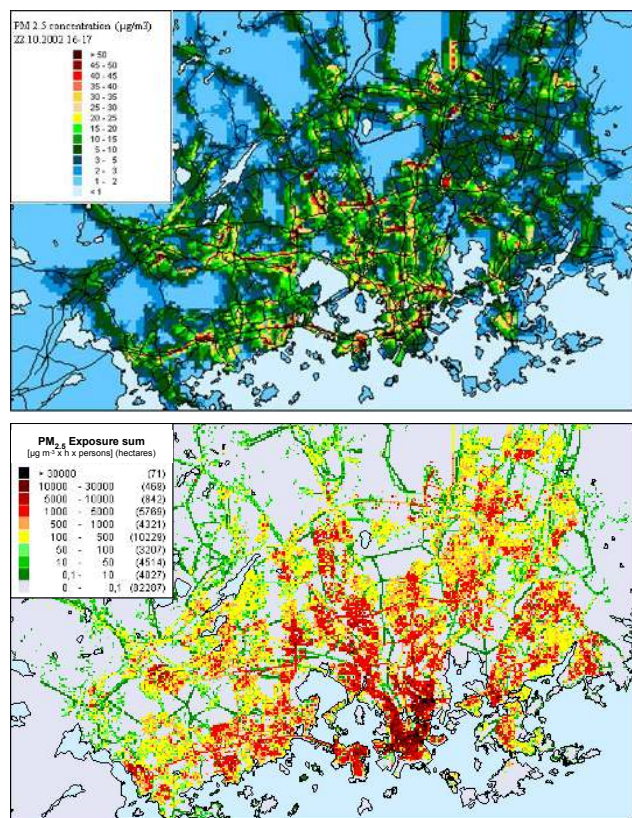 PM 2.5 concentration (µg/m3)
22.10.2002 16-17
> 50
45 - 50
40 - 45
35 - 40
30 - 35
25 - 30
20 - 25
15 - 20
10 - 15
5 - 10
3 - 5
2 - 3
1 - 2
< 1
PM2.5 Exposure sum
[µg m-3 x h x persons] (hectares)
> 30000 (71)
10000 - 30000 (468)
5000 - 10000 (842)
1000 - 5000 (5769)
500 - 1000 (4321)
100 - 500 (10229)
50 - 100 (3207)
10 - 50 (4514)
0,1 - 10 (4027)
0 - 0,1 (82207)